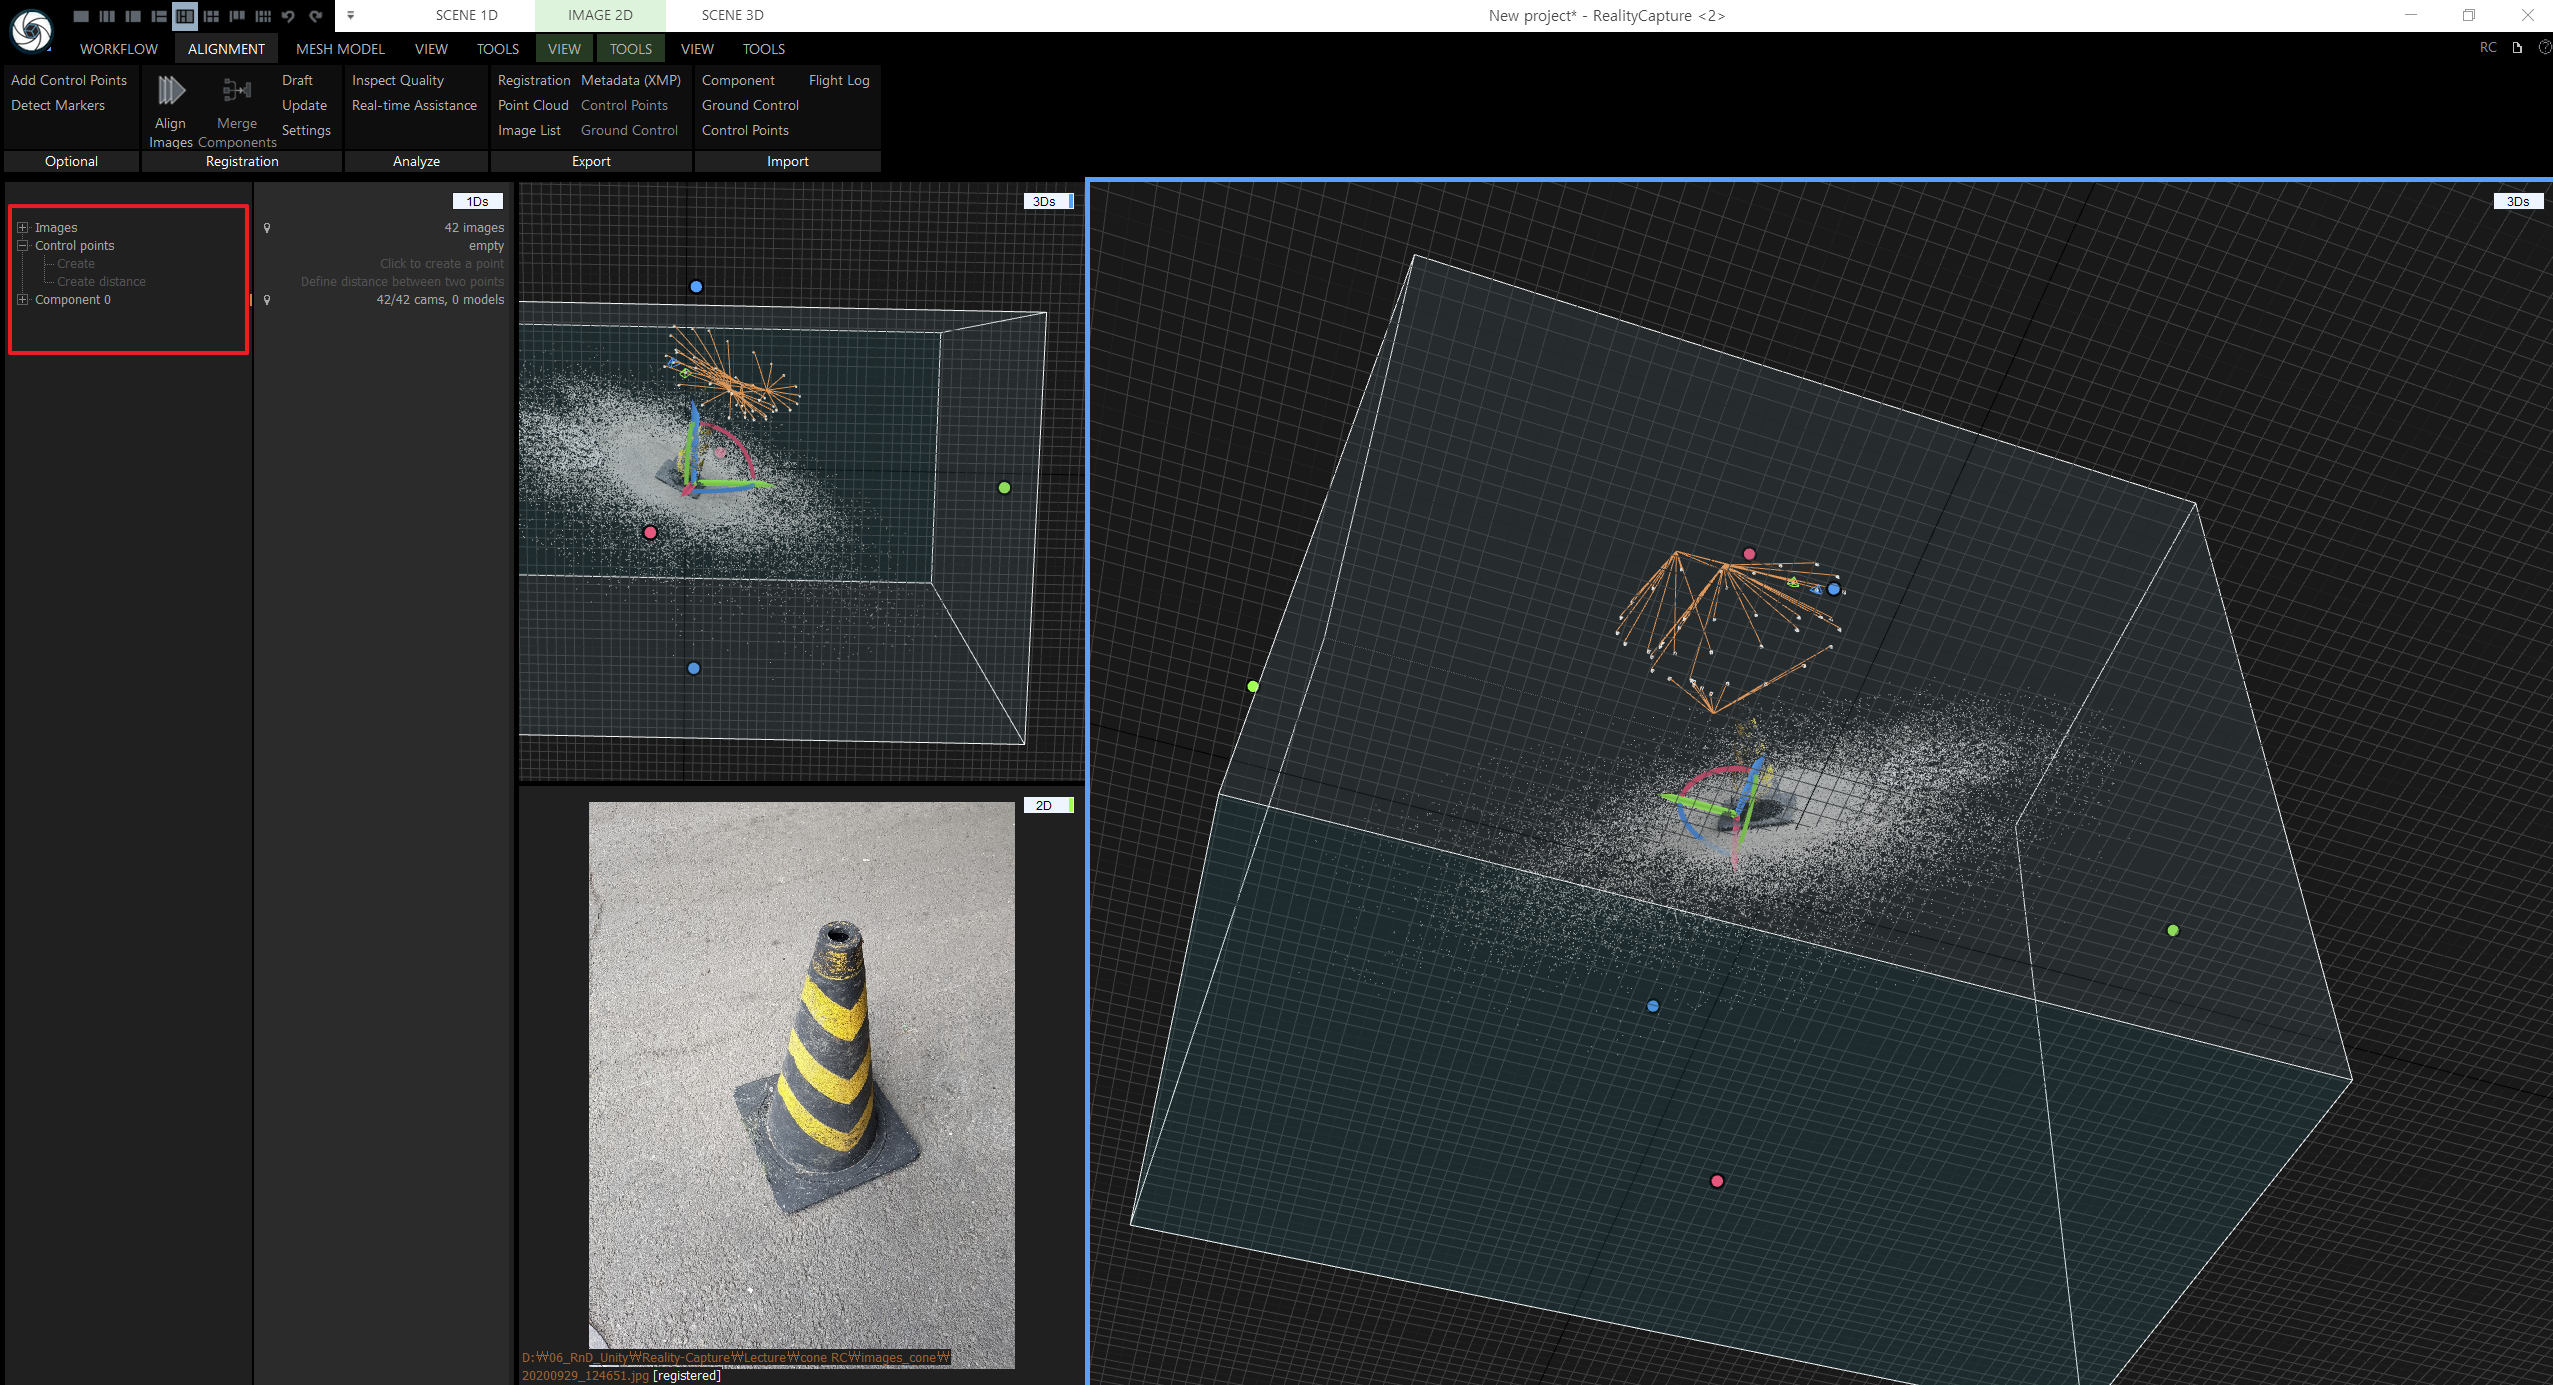 SCENE 1D IMAGE 2D SCENE 3D New project* - RealityCapture <2>
WORKFLOW ALIGNMENT MESH MODEL VIEW TOOLS VIEW TOOLS VIEW TOOLS RC
Add Control Points Draft Inspect Quality Registration Metadata (XMP) Component Flight Log
Detect Markers Update Real-time Assistance Point Cloud Control Points Ground Control
Align Merge Settings Image List Ground Control Control Points
Images Components
Optional Registration Analyze Export Import
1Ds 3Ds 3Ds
Images 42 images
Control points empty
Create Click to create a point
Create distance Define distance between two points
Component 0 42/42 cams, 0 models
2D
D:₩06_RnD_Unity₩Reality-Capture₩Lecture₩cone RC₩images_cone₩
20200929_124651.jpg [registered]